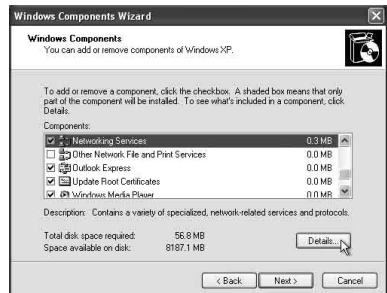 Windows Components Wizard
Windows Components
You can add or remove components of Windows XP.
To add or remove a component, click the checkbox. A shaded box means that only
part of the component will be installed. To see what's included in a component, click
Details.
Components:
Networking Services 0.3 MB
Other Network File and Print Services 0.0 MB
Outlook Express 0.0 MB
Update Root Certificates 0.0 MB
Windows Media Player 0.0 MB
Description: Contains a variety of specialized, network-related services and protocols.
Total disk space required: 56.8 MB
Space available on disk: 8187.1 MB
Details...
< Back Next > Cancel